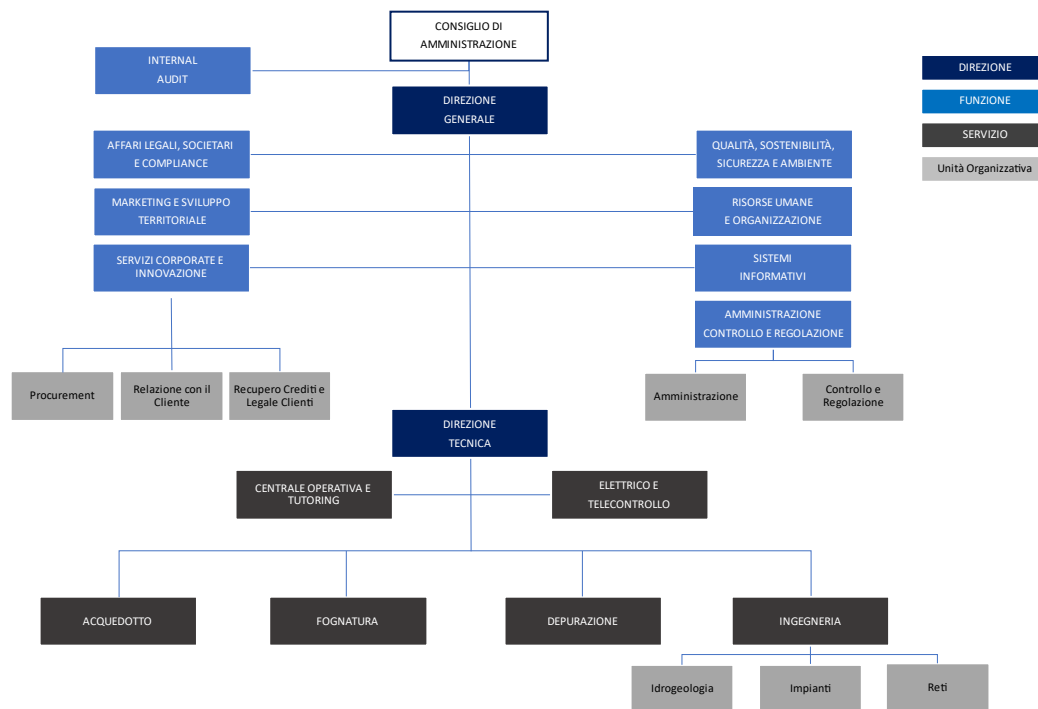 CONSIGLIO DI
AMMINISTRAZIONE
INTERNAL
AUDIT
DIREZIONE
DIREZIONE
GENERALE
FUNZIONE
SERVIZIO
Unità Organizzativa
AFFARI LEGALI, SOCIETARI
E COMPLIANCE
QUALITÀ, SOSTENIBILITÀ,
SICUREZZA E AMBIENTE
MARKETING E SVILUPPO
TERRITORIALE
RISORSE UMANE
E ORGANIZZAZIONE
SERVIZI CORPORATE E
INNOVAZIONE
SISTEMI
INFORMATIVI
AMMINISTRAZIONE
CONTROLLO E REGOLAZIONE
Procurement
Relazione con il
Cliente
Recupero Crediti e
Legale Clienti
Amministrazione
Controllo e
Regolazione
DIREZIONE
TECNICA
CENTRALE OPERATIVA E
TUTORING
ELETTRICO E
TELECONTROLLO
ACQUEDOTTO
FOGNATURA
DEPURAZIONE
INGEGNERIA
Idrogeologia
Impianti
Reti